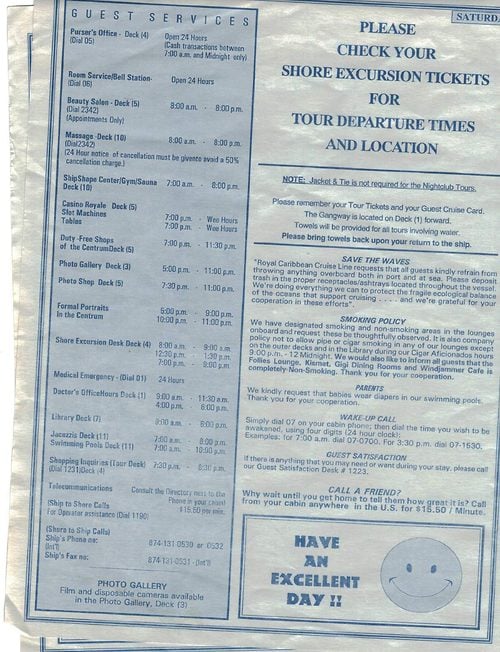 GUEST SERVICES
Purser's Office - Deck (4) Open 24 Hours
(Dial 05) (Cash transactions between
7:00 a.m. and Midnight only)
Room Service/Bell Station- Open 24 Hours
(Dial 06)
Beauty Salon - Deck (5) 8:00 a.m. - 8:00 p.m.
(Dial 2342)
(Appointments Only)
Massage -Deck (10) 8:00 a.m. - 8:00 p.m.
(Dial2342)
(24 Hour notice of cancellation must be givento avoid a 50%
cancellation charge.)
ShipShape Center/Gym/Sauna 7:00 a.m. - 8:00 p.m.
Deck (10)
Casino Royale Deck (5)
Slot Machines 7:00 p.m. - Wee Hours
Tables 7:00 p.m. - Wee Hours
Duty -Free Shops 7:00 p.m. - 11:30 p.m.
of the CentrumDeck (5)
Photo Gallery Deck (3) 5:00 p.m. - 11:00 p.m.
Photo Shop Deck (5) 7:30 p.m. - 11:00 p.m.
Formal Portraits 5:00 p.m. - 9:00 p.m.
In the Centrum 10:00 p.m. - 11:00 p.m.
Shore Excursion Desk Deck (4) 8:00 a.m. - 9:00 a.m.
12:30 p.m. - 1:30 p.m.
7:00 p.m. - 9:00 p.m.
Medical Emergency - (Dial 01) 24 Hours
Doctor's OfficeHours Deck (1) 9:00 a.m. - 11:30 a.m.
4:00 p.m. - 6:00 p.m.
Library Deck (7) 8:00 a.m. - 8:00 p.m.
Jacuzzis Deck (11) 7:00 a.m. - 8:00 p.m.
Swimming Pools Deck (11) 7:00 a.m. - 10:00 p.m.
Shopping Inquiries (Tour Desk) 7:30 p.m. - 8:30 p.m.
(Dial 1231)Deck (4)
Telecommunications Consult the Directory next to the
Phone in your cabin!
(Ship to Shore Calls $15.50 per min.
For Operator assistance (Dial 1190)
(Shore to Ship Calls)
Ship's Phone no: 874-131-0530 or 0532
(Int'l)
Ship's Fax no: 874-131-0531 - (Int'l)
PHOTO GALLERY
Film and disposable cameras available
in the Photo Gallery, Deck (3)
SATURDA
PLEASE
CHECK YOUR
SHORE EXCURSION TICKETS
FOR
TOUR DEPARTURE TIMES
AND LOCATION
NOTE: Jacket & Tie is not required for the Nightclub Tours.
Please remember your Tour Tickets and your Guest Cruise Card.
The Gangway is located on Deck (1) forward.
Towels will be provided for all tours involving water.
Please bring towels back upon your return to the ship.
SAVE THE WAVES
"Royal Caribbean Cruise Line requests that all guests kindly refrain from
throwing anything overboard both in port and at sea. Please deposit
trash in the proper receptacles/ashtrays located throughout the vessel.
We're doing everything we can to protect the fragile ecological balance
of the oceans that support cruising . . . . and we're grateful for your
cooperation in these efforts".
SMOKING POLICY
We have designated smoking and non-smoking areas in the lounges
onboard and request these be thoughtfully observed. It is also company
policy not to allow pipe or cigar smoking in any of our lounges except
on the outer decks and in the Library during our Cigar Aficionados hour
9:00 p.m. - 12 Midnight. We would also like to inform all guests that the
Follies Lounge, Kismet, Gigi Dining Rooms and Windjammer Cafe is
completely-Non-Smoking. Thank you for your cooperation.
PARENTS
We kindly request that babies wear diapers in our swimming pools.
Thank you for your cooperation.
WAKE-UP CALL
Simply dial 07 on your cabin phone; then dial the time you wish to be
awakened, using four digits (24 hour clock):
Examples: for 7:00 am. dial 07-0700. For 3:30 pm. dial 07-1530.
GUEST SATISFACTION
If there is anything that you may need or want during your stay, please call
our Guest Satisfaction Desk # 1223.
CALL A FRIEND?
Why wait until you get home to tell them how great it is? Call
from your cabin anywhere in the U.S. for $15.50 / Minute.
HAVE
AN
EXCELLENT
DAY !!